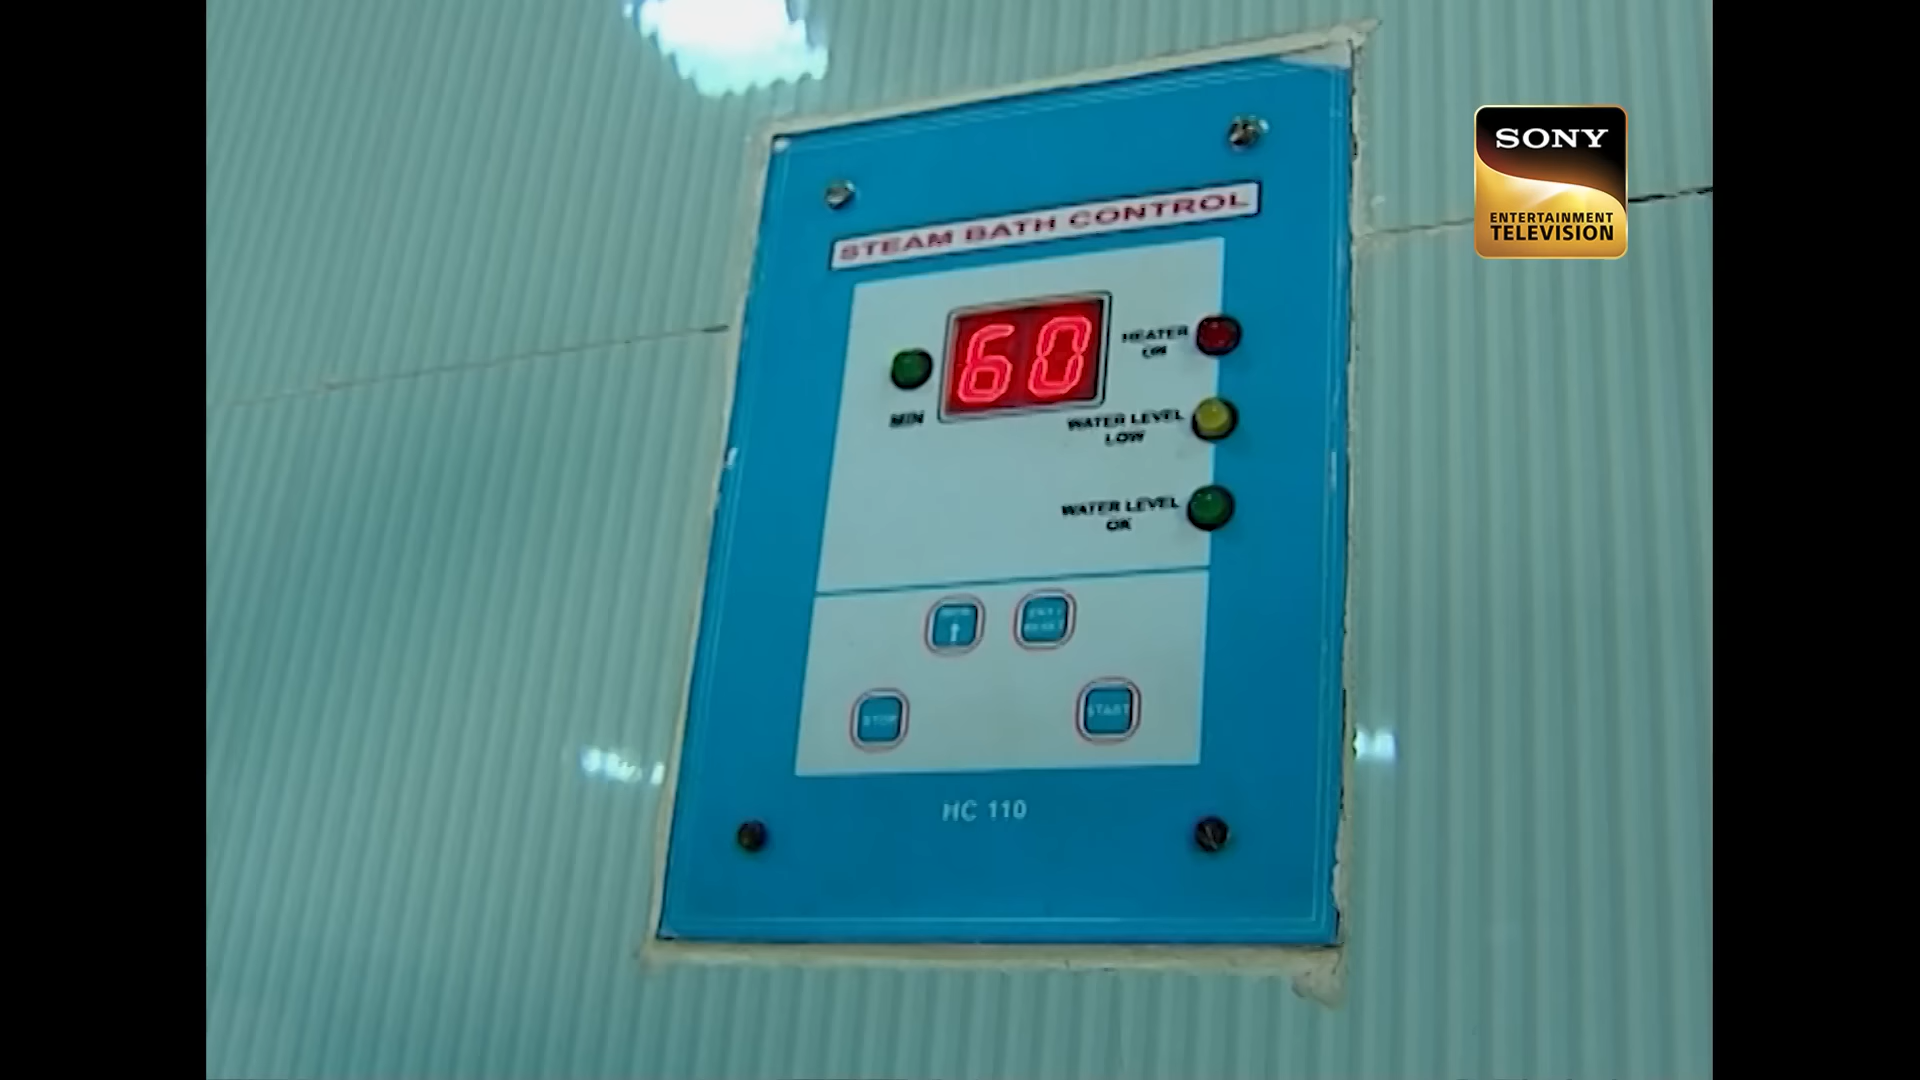 SONY
ENTERTAINMENT
TELEVISION
STEAM BATH CONTROL
60
HEATER
ON
MIN
WATER LEVEL
LOW
WATER LEVEL
OK
STOP
START
HC 110